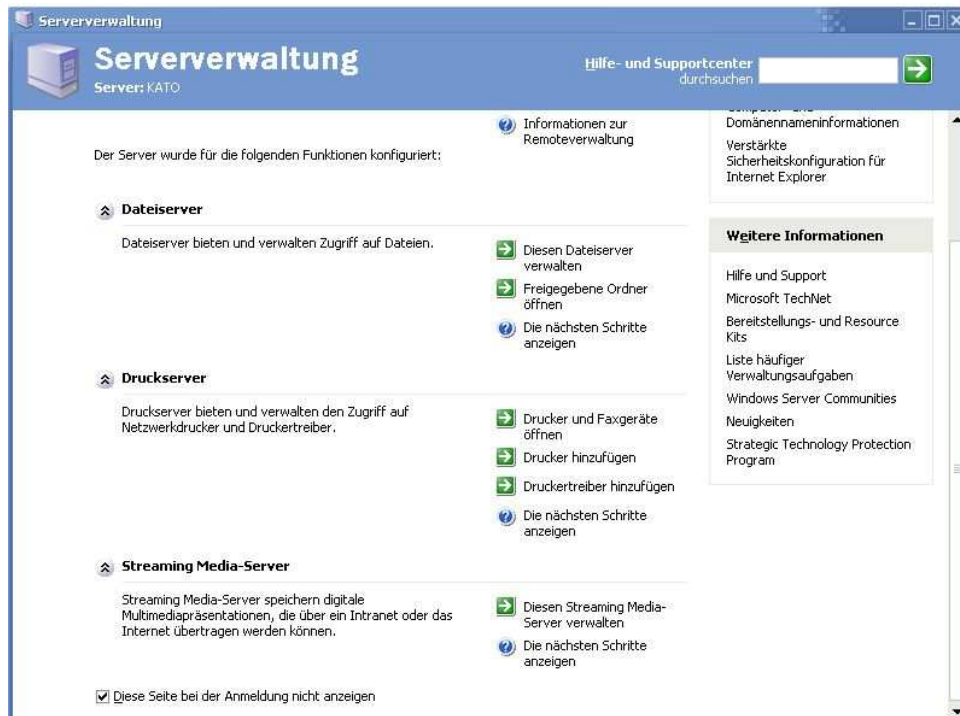 Serververwaltung
Serververwaltung
Server: KATO
Hilfe- und Supportcenter
durchsuchen
Informationen zur
Remoteverwaltung
Der Server wurde für die folgenden Funktionen konfiguriert:
Dateiserver
Dateiserver bieten und verwalten Zugriff auf Dateien.
Diesen Dateiserver
verwalten
Freigegebene Ordner
öffnen
Die nächsten Schritte
anzeigen
Druckserver
Druckserver bieten und verwalten den Zugriff auf
Netzwerkdrucker und Druckertreiber.
Drucker und Faxgeräte
öffnen
Drucker hinzufügen
Druckertreiber hinzufügen
Die nächsten Schritte
anzeigen
Streaming Media-Server
Streaming Media-Server speichern digitale
Multimediapräsentationen, die über ein Intranet oder das
Internet übertragen werden können.
Diesen Streaming Media-
Server verwalten
Die nächsten Schritte
anzeigen
Diese Seite bei der Anmeldung nicht anzeigen
Computer- und
Domänennameninformationen
Verstärkte
Sicherheitskonfiguration für
Internet Explorer
Weitere Informationen
Hilfe und Support
Microsoft TechNet
Bereitstellungs- und Resource
Kits
Liste häufiger
Verwaltungsaufgaben
Windows Server Communities
Neuigkeiten
Strategic Technology Protection
Program